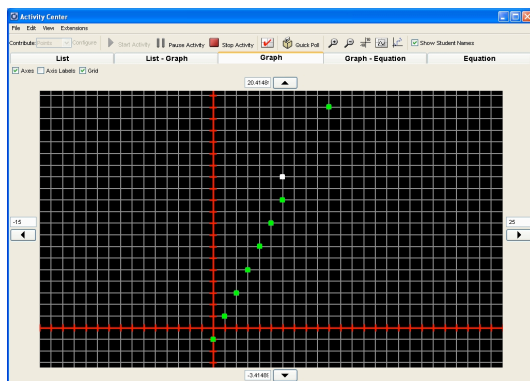 Activity Center
File Edit View Extensions
Contribute: Points Configure Start Activity Pause Activity Stop Activity Quick Poll Show Student Names
List List - Graph Graph Graph - Equation Equation
Axes Axis Labels Grid
20.4148
-15 25
-3.4148